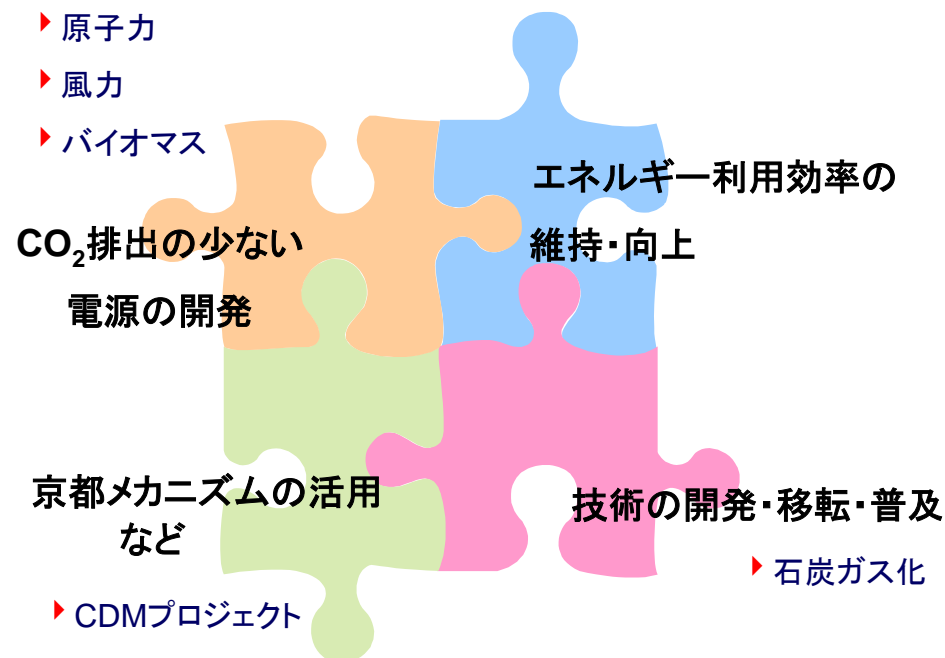 原子力
風力
バイオマス
CO₂排出の少ない
電源の開発
エネルギー利用効率の
維持・向上
京都メカニズムの活用
など
CDMプロジェクト
技術の開発・移転・普及
石炭ガス化